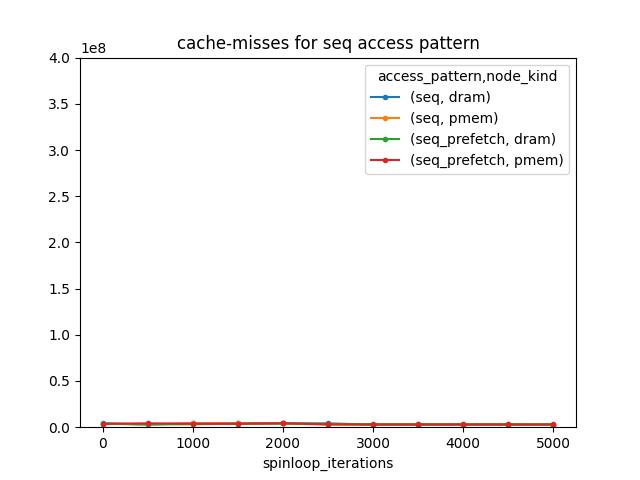 cache-misses for seq access pattern
1e8
4.0
3.5
3.0
2.5
2.0
1.5
1.0
0.5
0.0
access_pattern,node_kind
(seq, dram)
(seq, pmem)
(seq_prefetch, dram)
(seq_prefetch, pmem)
0 1000 2000 3000 4000 5000
spinloop_iterations